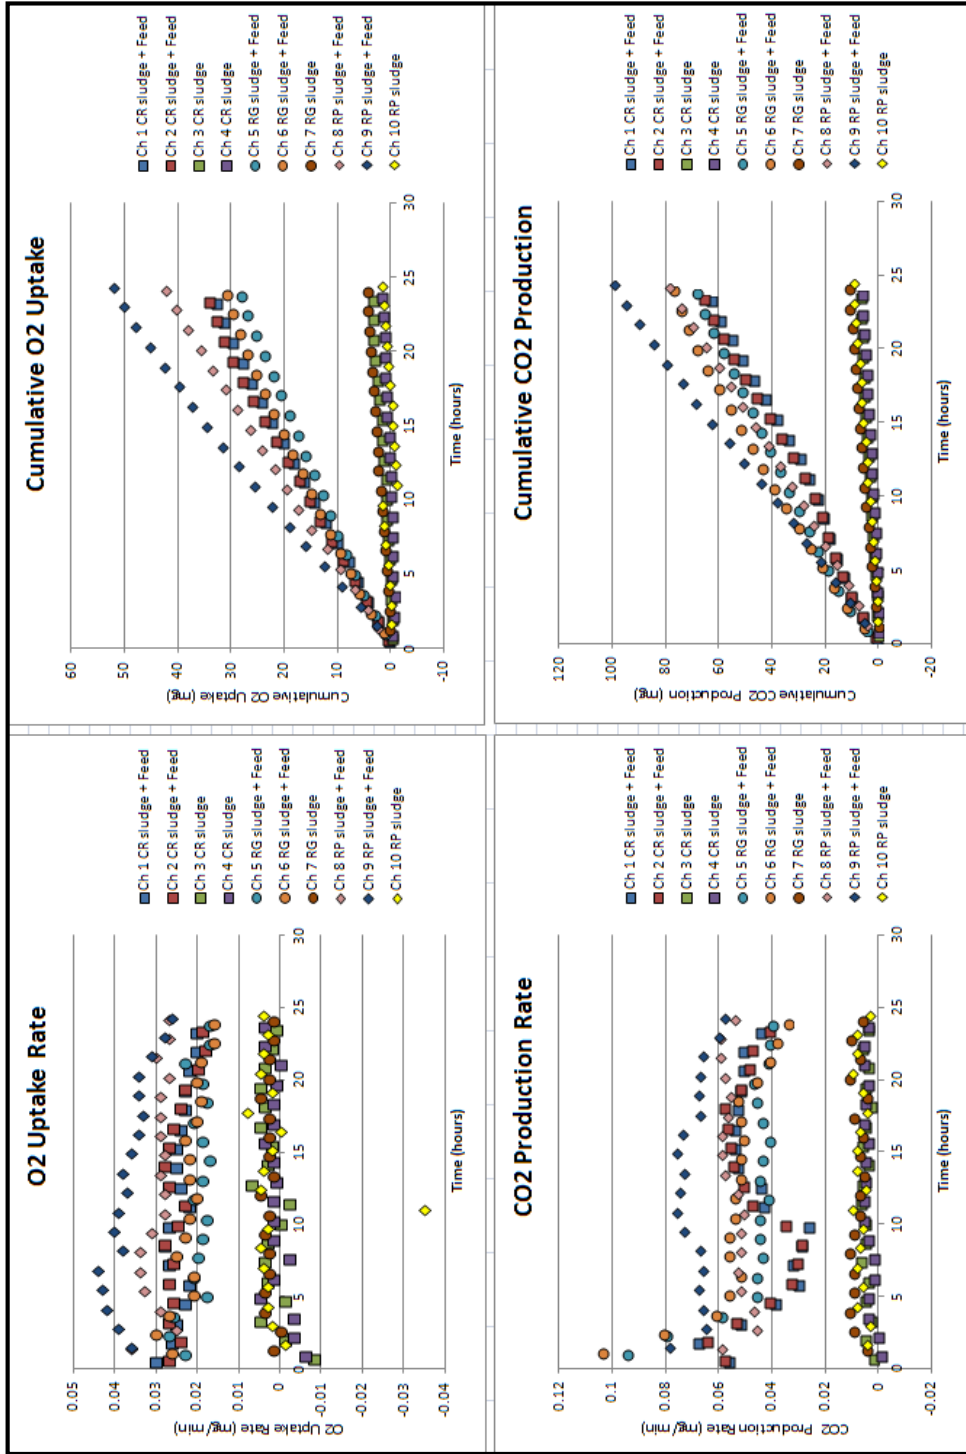 O2 Uptake Rate
O2 Uptake Rate (mg/min)
0.05
0.04
0.03
0.02
0.01
0
-0.01
-0.02
-0.03
-0.04
0
5
10
15
20
25
30
Time (hours)
Ch 1 CR sludge + Feed
Ch 2 CR sludge + Feed
Ch 3 CR sludge
Ch 4 CR sludge
Ch 5 RG sludge + Feed
Ch 6 RG sludge + Feed
Ch 7 RG sludge
Ch 8 RP sludge + Feed
Ch 9 RP sludge + Feed
Ch 10 RP sludge
Cumulative O2 Uptake
Cumulative O2 Uptake (mg)
60
50
40
30
20
10
0
-10
0
5
10
15
20
25
30
Time (hours)
Ch 1 CR sludge + Feed
Ch 2 CR sludge + Feed
Ch 3 CR sludge
Ch 4 CR sludge
Ch 5 RG sludge + Feed
Ch 6 RG sludge + Feed
Ch 7 RG sludge
Ch 8 RP sludge + Feed
Ch 9 RP sludge + Feed
Ch 10 RP sludge
CO2 Production Rate
CO2 Production Rate (mg/min)
0.12
0.1
0.08
0.06
0.04
0.02
0
-0.02
0
5
10
15
20
25
30
Time (hours)
Ch 1 CR sludge + Feed
Ch 2 CR sludge + Feed
Ch 3 CR sludge
Ch 4 CR sludge
Ch 5 RG sludge + Feed
Ch 6 RG sludge + Feed
Ch 7 RG sludge
Ch 8 RP sludge + Feed
Ch 9 RP sludge + Feed
Ch 10 RP sludge
Cumulative CO2 Production
Cumulative CO2 Production (mg)
120
100
80
60
40
20
0
-20
0
5
10
15
20
25
30
Time (hours)
Ch 1 CR sludge + Feed
Ch 2 CR sludge + Feed
Ch 3 CR sludge
Ch 4 CR sludge
Ch 5 RG sludge + Feed
Ch 6 RG sludge + Feed
Ch 7 RG sludge
Ch 8 RP sludge + Feed
Ch 9 RP sludge + Feed
Ch 10 RP sludge